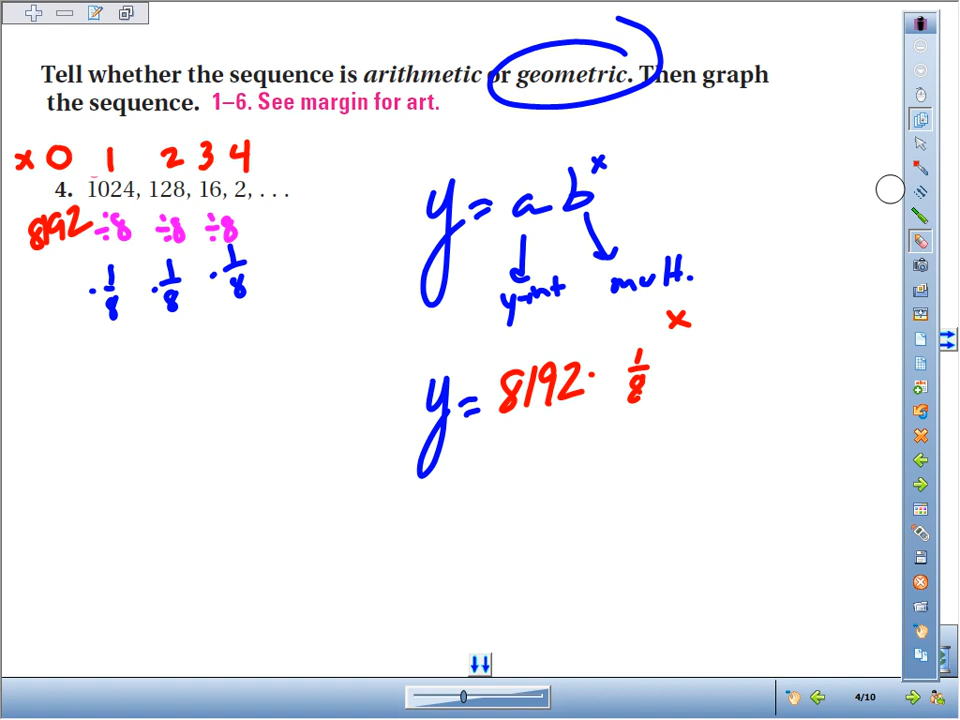 Tell whether the sequence is arithmetic or geometric. Then graph
the sequence. 1–6. See margin for art.
x 0 1 2 3 4
4. 1024, 128, 16, 2, . . .
8192 ÷8 ÷8 ÷8
· 1/8 · 1/8 · 1/8
y = a b^x
y-int mult.
y = 8192 · 1/8 x
4/10